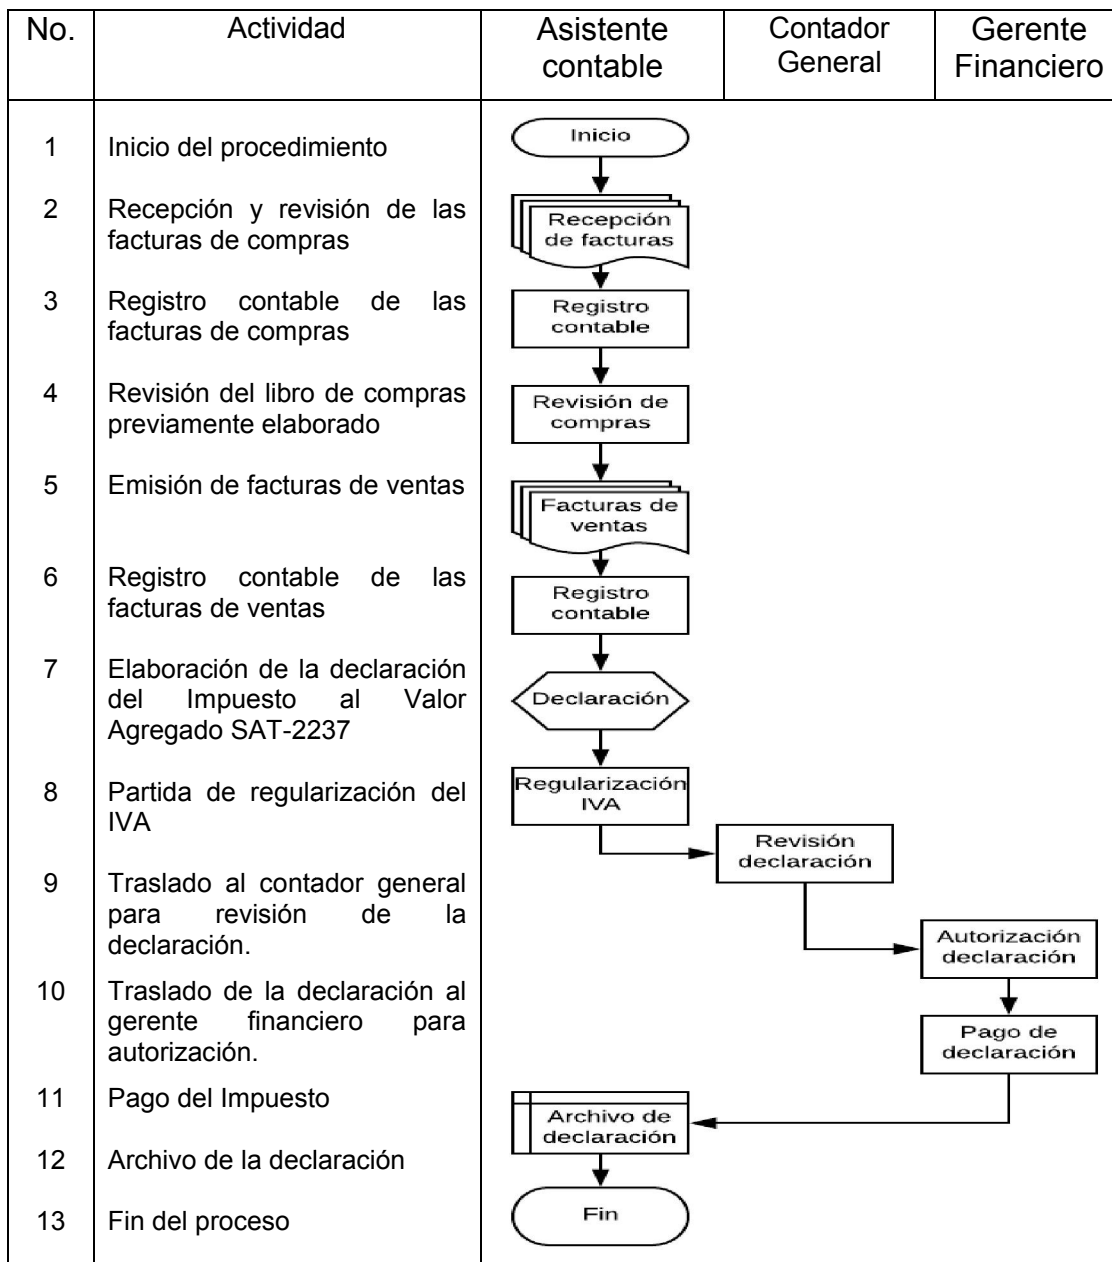 No.
Actividad
Asistente
contable
Contador
General
Gerente
Financiero
1
Inicio del procedimiento
Inicio
2
Recepción y revisión de las
facturas de compras
Recepción
de facturas
3
Registro contable de las
facturas de compras
Registro
contable
4
Revisión del libro de compras
previamente elaborado
Revisión de
compras
5
Emisión de facturas de ventas
Facturas de
ventas
6
Registro contable de las
facturas de ventas
Registro
contable
7
Elaboración de la declaración
del Impuesto al Valor
Agregado SAT-2237
Declaración
8
Partida de regularización del
IVA
Regularización
IVA
Revisión
declaración
9
Traslado al contador general
para revisión de la
declaración.
Autorización
declaración
10
Traslado de la declaración al
gerente financiero para
autorización.
Pago de
declaración
11
Pago del Impuesto
Archivo de
declaración
12
Archivo de la declaración
13
Fin del proceso
Fin